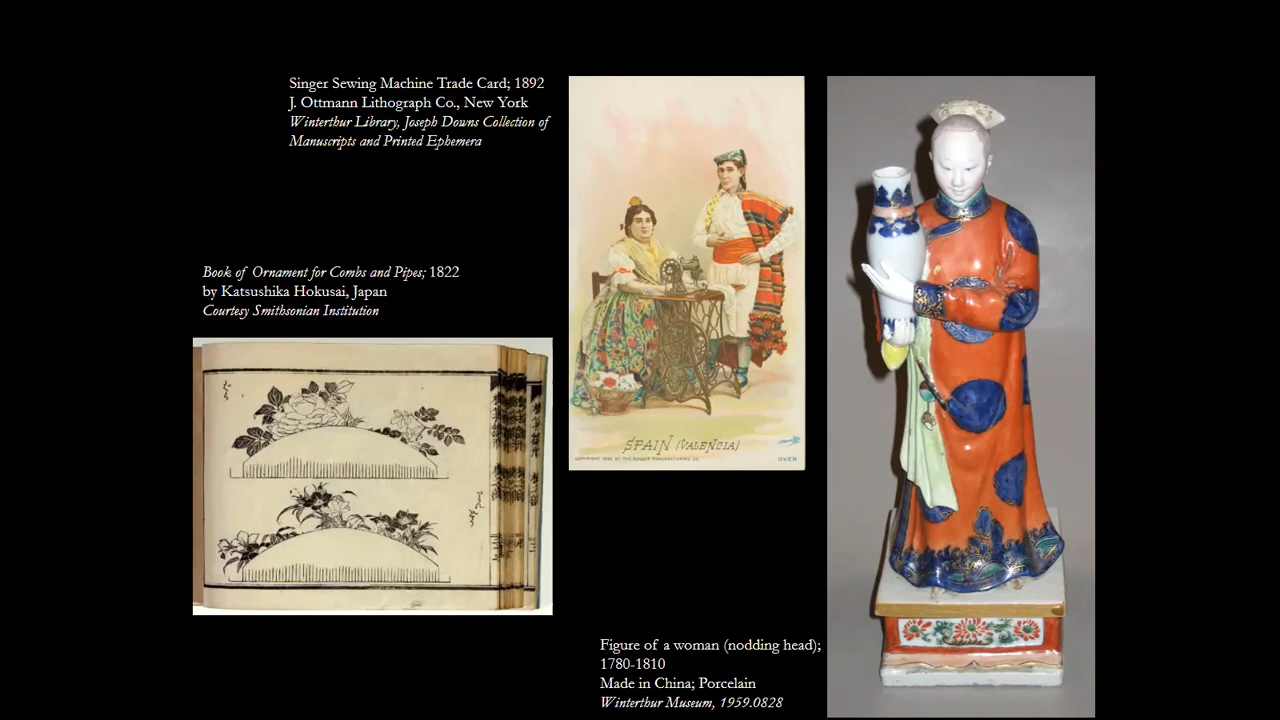 Singer Sewing Machine Trade Card; 1892
J. Ottmann Lithograph Co., New York
Winterthur Library, Joseph Downs Collection of
Manuscripts and Printed Ephemera
Book of Ornament for Combs and Pipes; 1822
by Katsushika Hokusai, Japan
Courtesy Smithsonian Institution
SPAIN (VALENCIA)
OVER
Figure of a woman (nodding head);
1780-1810
Made in China; Porcelain
Winterthur Museum, 1959.0828